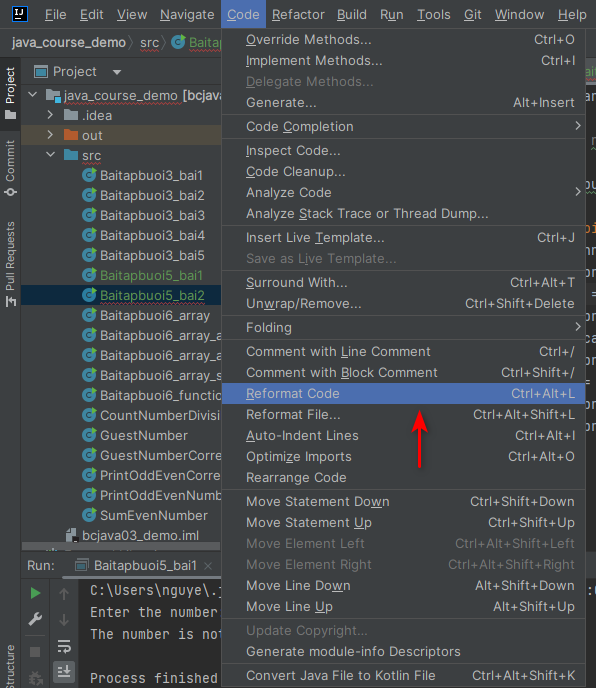 IJ File Edit View Navigate Code Refactor Build Run Tools Git Window Help
java_course_demo src Baitap
Project
Project
Commit
Pull Requests
Structure
java_course_demo [bcjava
.idea
out
src
Baitapbuoi3_bai1
Baitapbuoi3_bai2
Baitapbuoi3_bai3
Baitapbuoi3_bai4
Baitapbuoi3_bai5
Baitapbuoi5_bai1
Baitapbuoi5_bai2
Baitapbuoi6_array
Baitapbuoi6_array_a
Baitapbuoi6_array_a
Baitapbuoi6_array_s
Baitapbuoi6_functio
CountNumberDivisi
GuestNumber
GuestNumberCorre
PrintOddEvenCorre
PrintOddEvenNumb
SumEvenNumber
bcjava03_demo.iml
Override Methods... Ctrl+O
Implement Methods... Ctrl+I
Delegate Methods...
Generate... Alt+Insert
Code Completion
Inspect Code...
Code Cleanup...
Analyze Code
Analyze Stack Trace or Thread Dump...
Insert Live Template... Ctrl+J
Save as Live Template...
Surround With... Ctrl+Alt+T
Unwrap/Remove... Ctrl+Shift+Delete
Folding
Comment with Line Comment Ctrl+/
Comment with Block Comment Ctrl+Shift+/
Reformat Code Ctrl+Alt+L
Reformat File... Ctrl+Alt+Shift+L
Auto-Indent Lines Ctrl+Alt+I
Optimize Imports Ctrl+Alt+O
Rearrange Code
Move Statement Down Ctrl+Shift+Down
Move Statement Up Ctrl+Shift+Up
Move Element Left Ctrl+Alt+Shift+Left
Move Element Right Ctrl+Alt+Shift+Right
Move Line Down Alt+Shift+Down
Move Line Up Alt+Shift+Up
Update Copyright...
Generate module-info Descriptors
Convert Java File to Kotlin File Ctrl+Alt+Shift+K
Run: Baitapbuoi5_bai1
C:\Users\nguye\.j
Enter the number
The number is not
Process finished